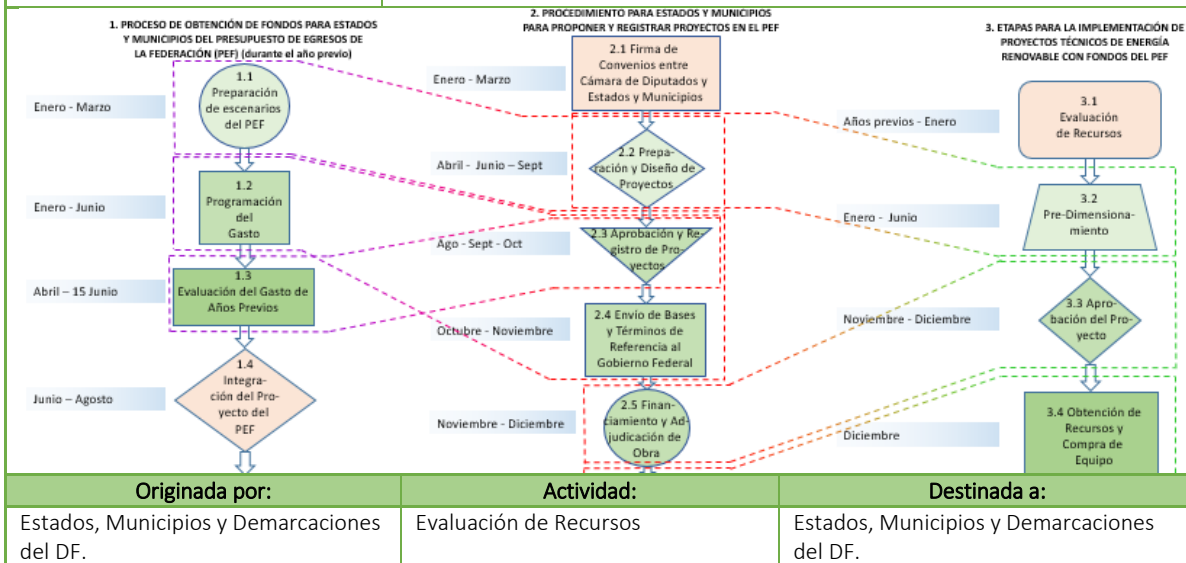 1. PROCESO DE OBTENCIÓN DE FONDOS PARA ESTADOS
Y MUNICIPIOS DEL PRESUPUESTO DE EGRESOS DE
LA FEDERACIÓN (PEF) (durante el año previo)
Enero - Marzo
1.1
Preparación
de escenarios
del PEF
Enero - Junio
1.2
Programación
del
Gasto
Abril – 15 Junio
1.3
Evaluación del Gasto de
Años Previos
Junio – Agosto
1.4
Integra-
ción del Pro-
yecto del
PEF
2. PROCEDIMIENTO PARA ESTADOS Y MUNICIPIOS
PARA PROPONER Y REGISTRAR PROYECTOS EN EL PEF
Enero - Marzo
2.1 Firma de
Convenios entre
Cámara de Diputados y
Estados y Municipios
Abril - Junio – Sept
2.2 Prepa-
ración y Diseño de
Proyectos
Ago - Sept - Oct
2.3 Aprobación y Re-
gistro de Pro-
yectos
Octubre - Noviembre
2.4 Envío de Bases
y Términos de
Referencia al
Gobierno Federal
Noviembre - Diciembre
2.5 Finan-
ciamiento y Ad-
judicación de
Obra
3. ETAPAS PARA LA IMPLEMENTACIÓN DE
PROYECTOS TÉCNICOS DE ENERGÍA
RENOVABLE CON FONDOS DEL PEF
Años previos - Enero
3.1
Evaluación
de Recursos
Enero - Junio
3.2
Pre-Dimensiona-
miento
Noviembre - Diciembre
3.3 Apro-
bación del Pro-
yecto
Diciembre
3.4 Obtención de
Recursos y
Compra de
Equipo
Originada por:
Actividad:
Destinada a:
Estados, Municipios y Demarcaciones
del DF.
Evaluación de Recursos
Estados, Municipios y Demarcaciones
del DF.